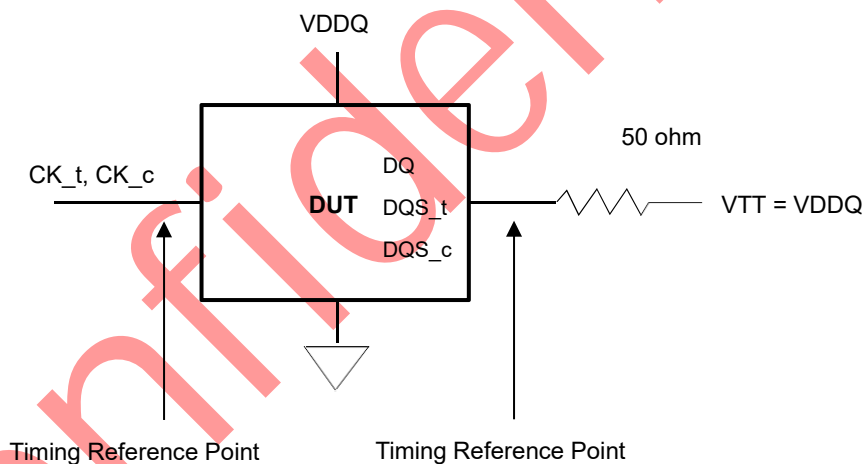 VDDQ
50 ohm
CK_t, CK_c
DQ
DUT
DQS_t
DQS_c
VTT = VDDQ
Timing Reference Point
Timing Reference Point